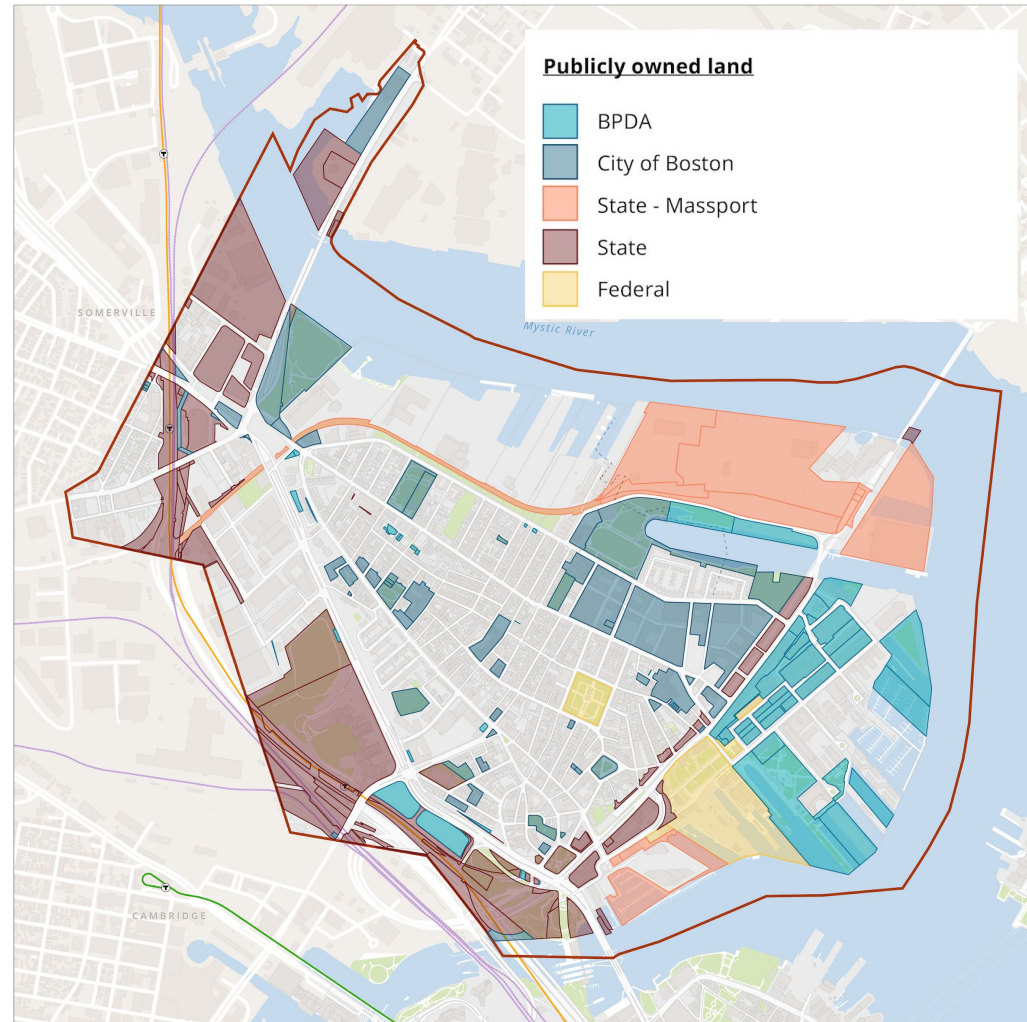 Publicly owned land
BPDA
City of Boston
State - Massport
State
Federal
SOMERVILLE
Mystic River
CAMBRIDGE
T
T
T
T